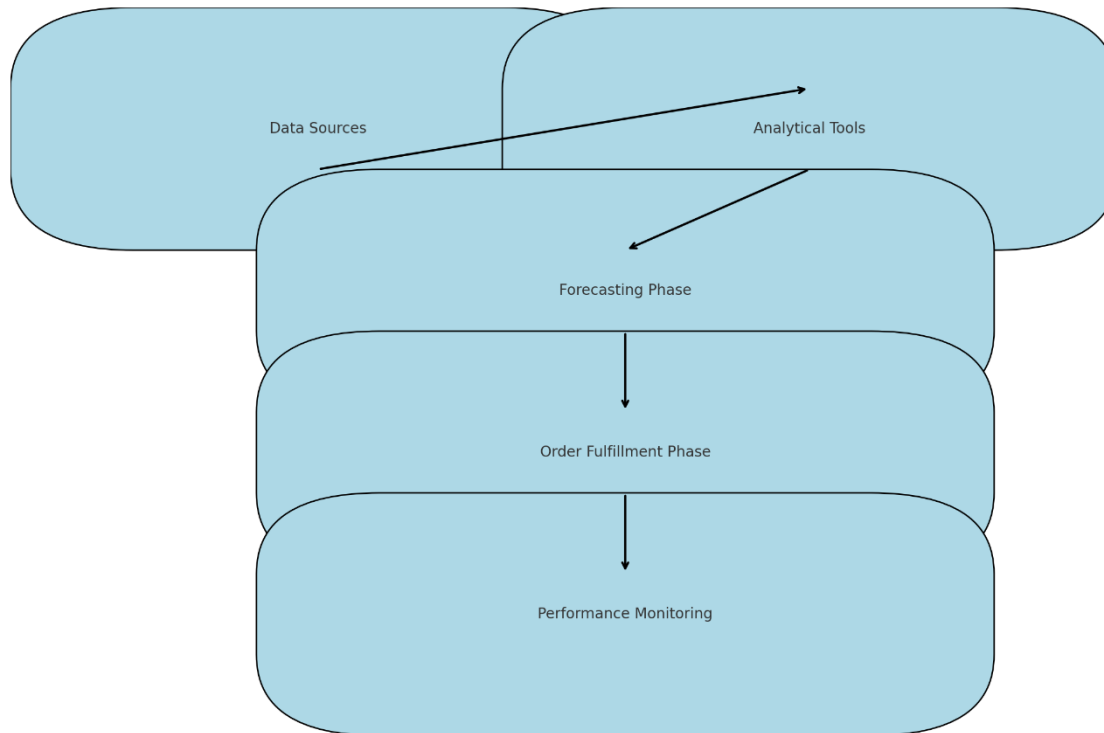 Data Sources
Analytical Tools
Forecasting Phase
Order Fulfillment Phase
Performance Monitoring